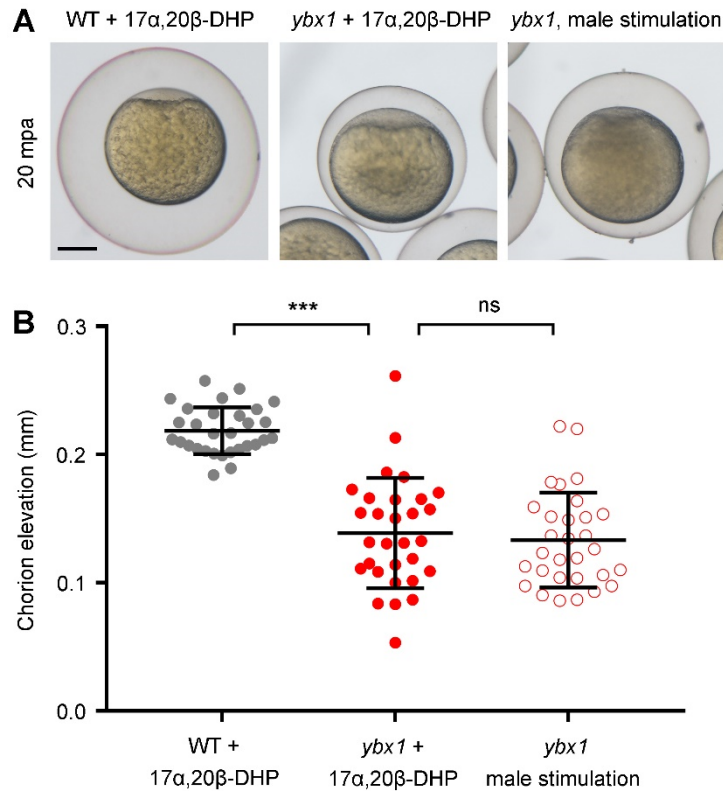 A
WT + 17α,20β-DHP
ybx1 + 17α,20β-DHP
ybx1, male stimulation
20 mpa
B
***
ns
Chorion elevation (mm)
0.3
0.2
0.1
0.0
WT +
17α,20β-DHP
ybx1 +
17α,20β-DHP
ybx1
male stimulation